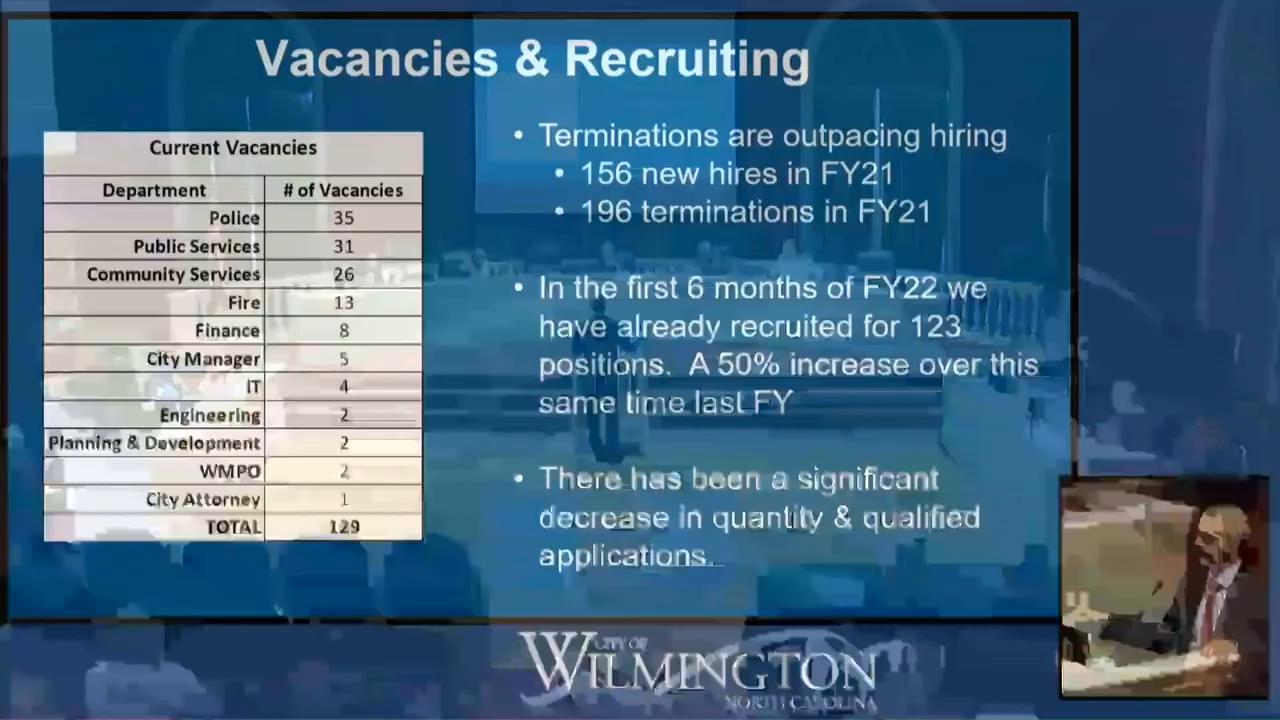 Vacancies & Recruiting
Current Vacancies
Department # of Vacancies
Police 35
Public Services 31
Community Services 26
Fire 13
Finance 8
City Manager 5
IT 4
Engineering 2
Planning & Development 2
WMPO 2
City Attorney 1
TOTAL 129
• Terminations are outpacing hiring
• 156 new hires in FY21
• 196 terminations in FY21
• In the first 6 months of FY22 we
have already recruited for 123
positions. A 50% increase over this
same time last FY
• There has been a significant
decrease in quantity & qualified
applications.
CITY OF
WILMINGTON
NORTH CAROLINA